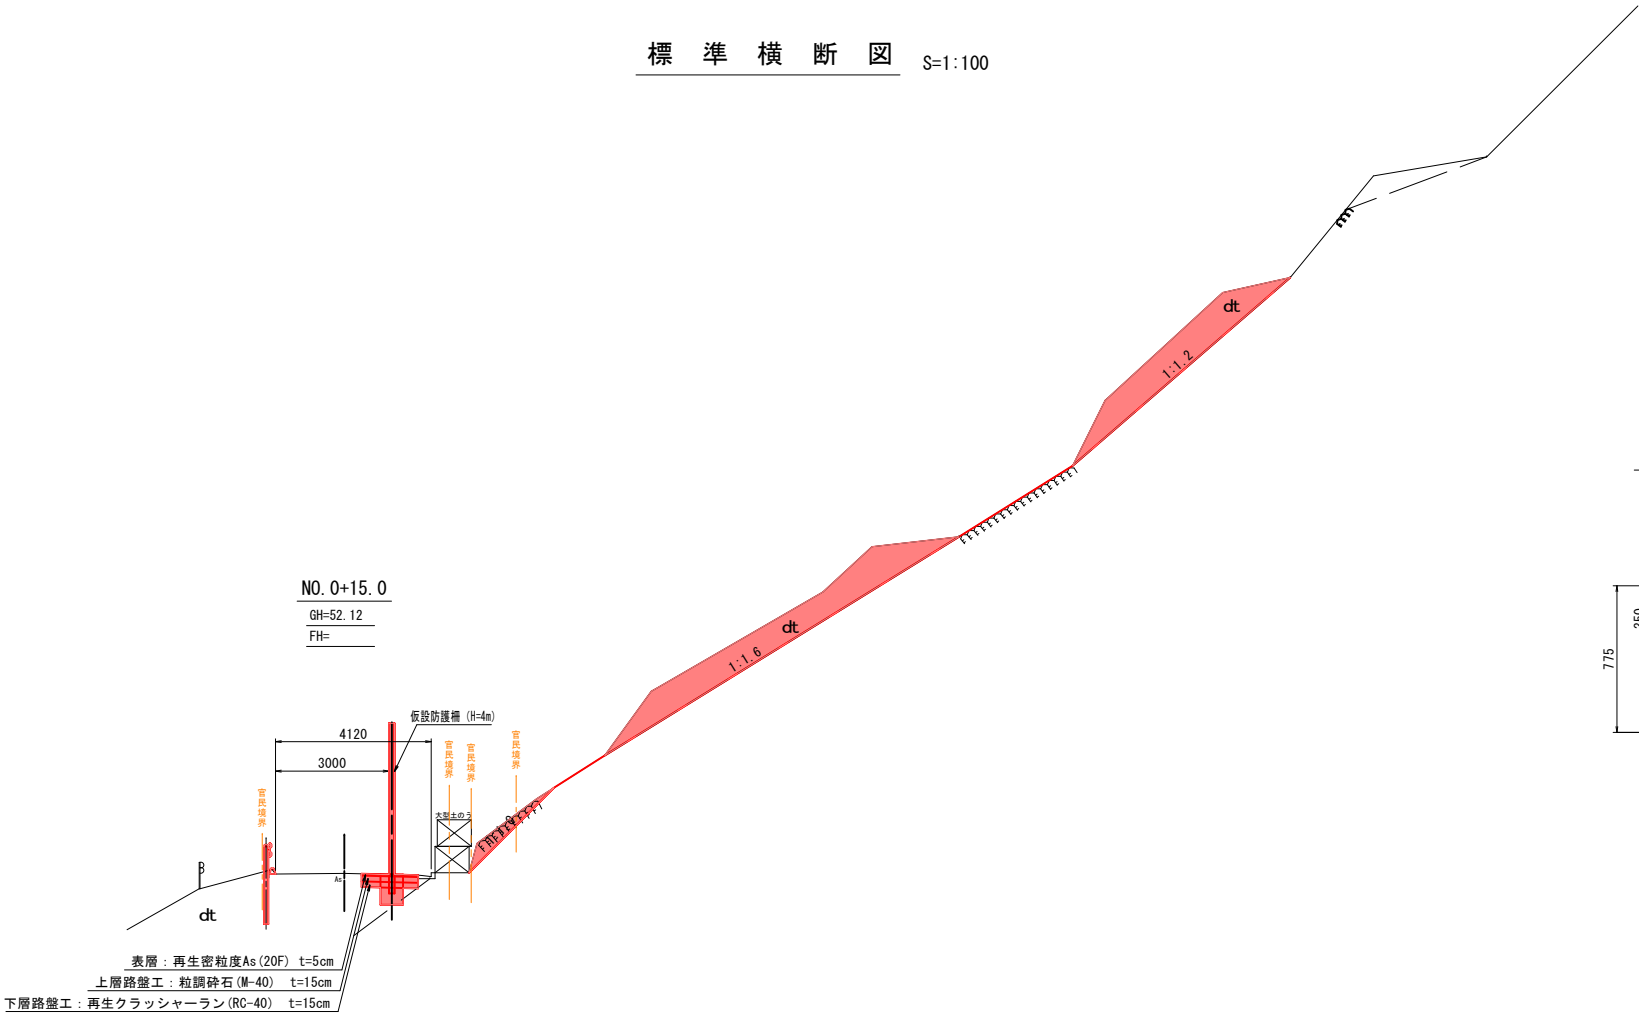 標準横断図 S=1:100
dt
1:1.2
NO.0+15.0
GH=52.12
FH=
dt
1:1.6
775
仮設防護柵 (H=4m)
4120
3000
官民境界
官民境界
官民境界
官民境界
大型土のう
As
dt
表層：再生密粒度As(20F) t=5cm
上層路盤工：粒調砕石(M-40) t=15cm
下層路盤工：再生クラッシャーラン(RC-40) t=15cm